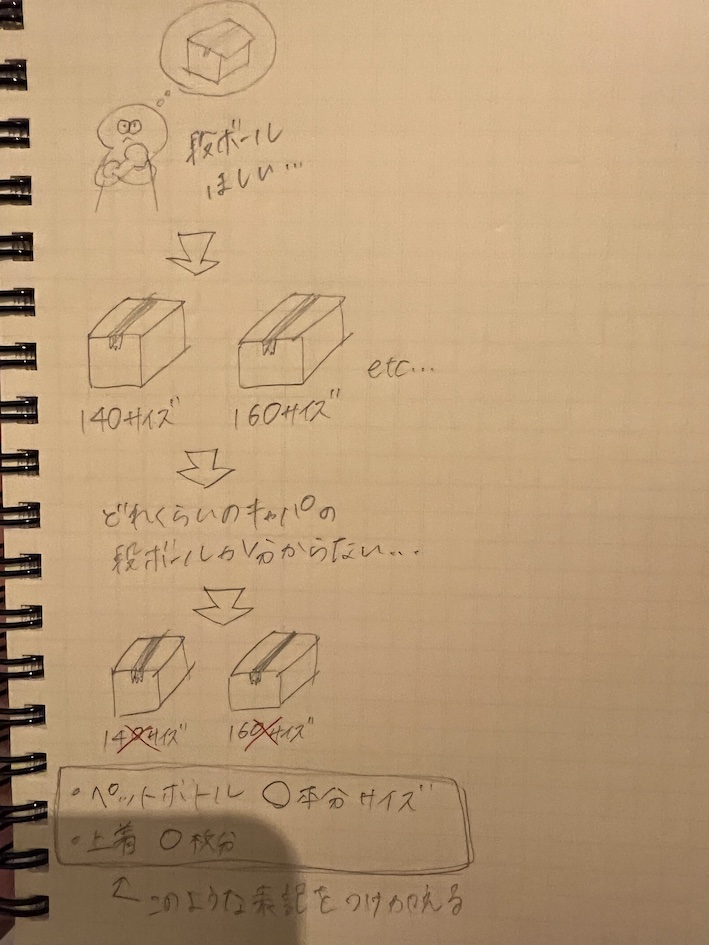 段ボール
ほしい…
140サイズ 160サイズ etc...
どれくらいのキャパの
段ボールか分からない...
140サイズ 160サイズ
・ペットボトル ○本分サイズ
・上着 ○枚分
↑このような表記をつけかえる